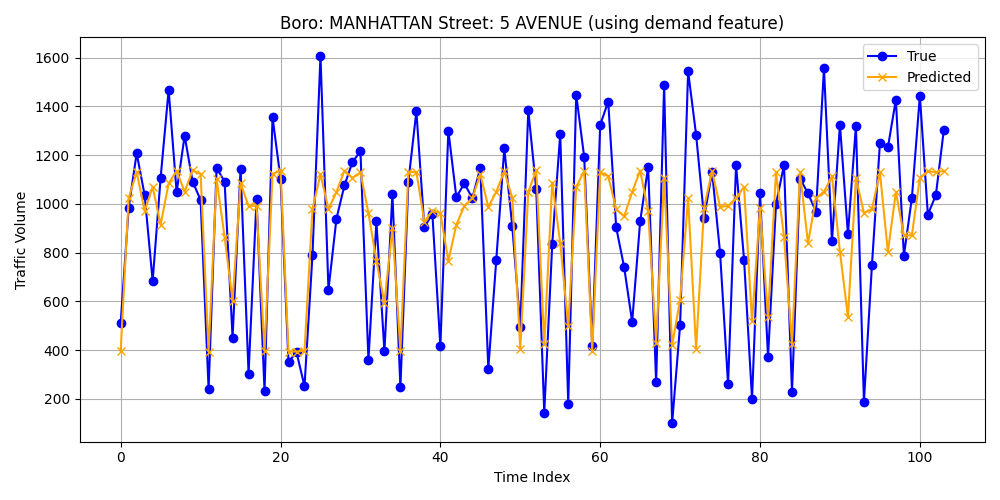 Boro: MANHATTAN Street: 5 AVENUE (using demand feature)
True
Predicted
Traffic Volume
1600
1400
1200
1000
800
600
400
200
0 20 40 60 80 100
Time Index